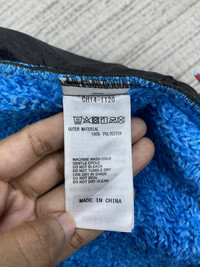 CH14-1120
OUTER MATERIAL
100% POLYESTER
MACHINE WASH COLD
GENTLE CYCLE
DO NOT BLEACH
DO NOT TUMBLE DRY
LINE DRY IN SHADE
DO NOT IRON
DO NOT DRY CLEAN
MADE IN CHINA